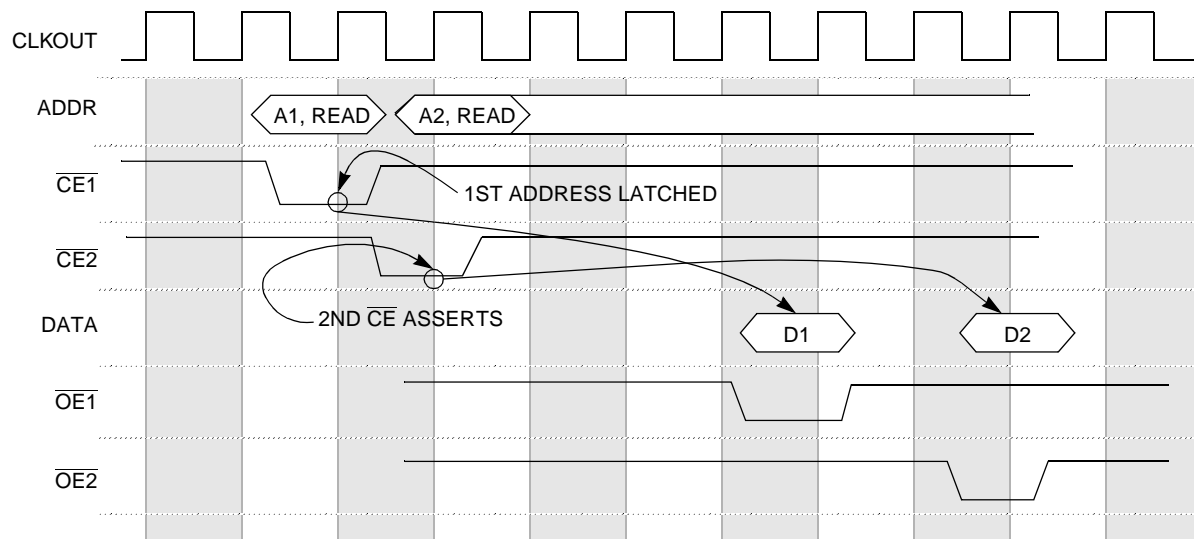 CLKOUT
ADDR
A1, READ
A2, READ
CE1
1ST ADDRESS LATCHED
CE2
2ND CE ASSERTS
DATA
D1
D2
OE1
OE2